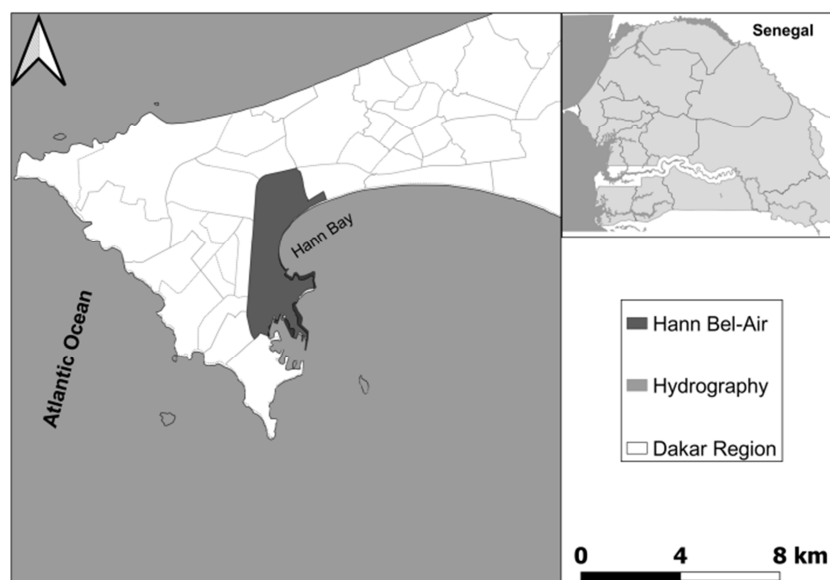 Senegal
Hann Bay
Atlantic Ocean
Hann Bel-Air
Hydrography
Dakar Region
0 4 8 km